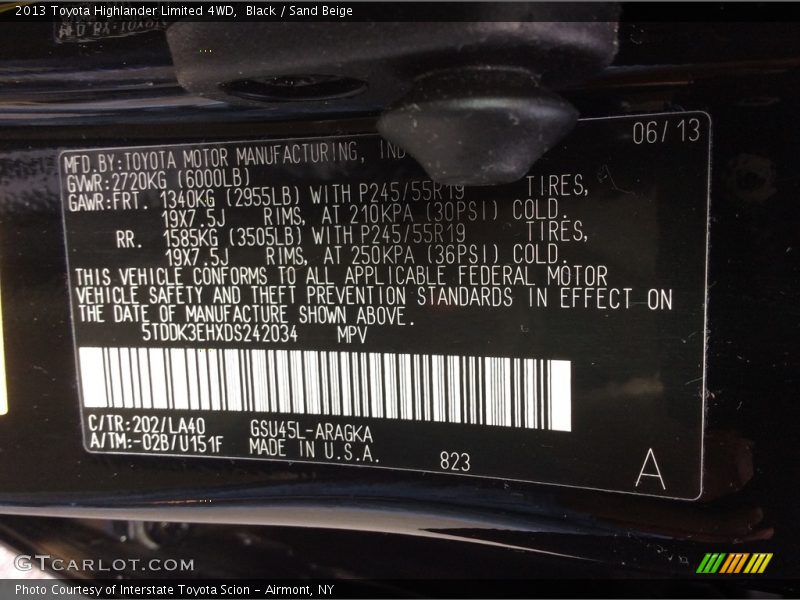 2013 Toyota Highlander Limited 4WD, Black / Sand Beige
06/13
MFD.BY:TOYOTA MOTOR MANUFACTURING,
GVWR:2720KG (6000LB)
GAWR:FRT. 1340KG (2955LB) WITH P245/55R19 TIRES,
19X7.5J RIMS, AT 210KPA (30PSI) COLD.
RR. 1585KG (3505LB) WITH P245/55R19 TIRES,
19X7.5J RIMS, AT 250KPA (36PSI) COLD.
THIS VEHICLE CONFORMS TO ALL APPLICABLE FEDERAL MOTOR
VEHICLE SAFETY AND THEFT PREVENTION STANDARDS IN EFFECT ON
THE DATE OF MANUFACTURE SHOWN ABOVE.
5TDDK3EHXDS242034 MPV
C/TR:202/LA40 GSU45L-ARAGKA
A/TM:-02B/U151F MADE IN U.S.A.
823
A
GTCARLOT.COM
Photo Courtesy of Interstate Toyota Scion - Airmont, NY